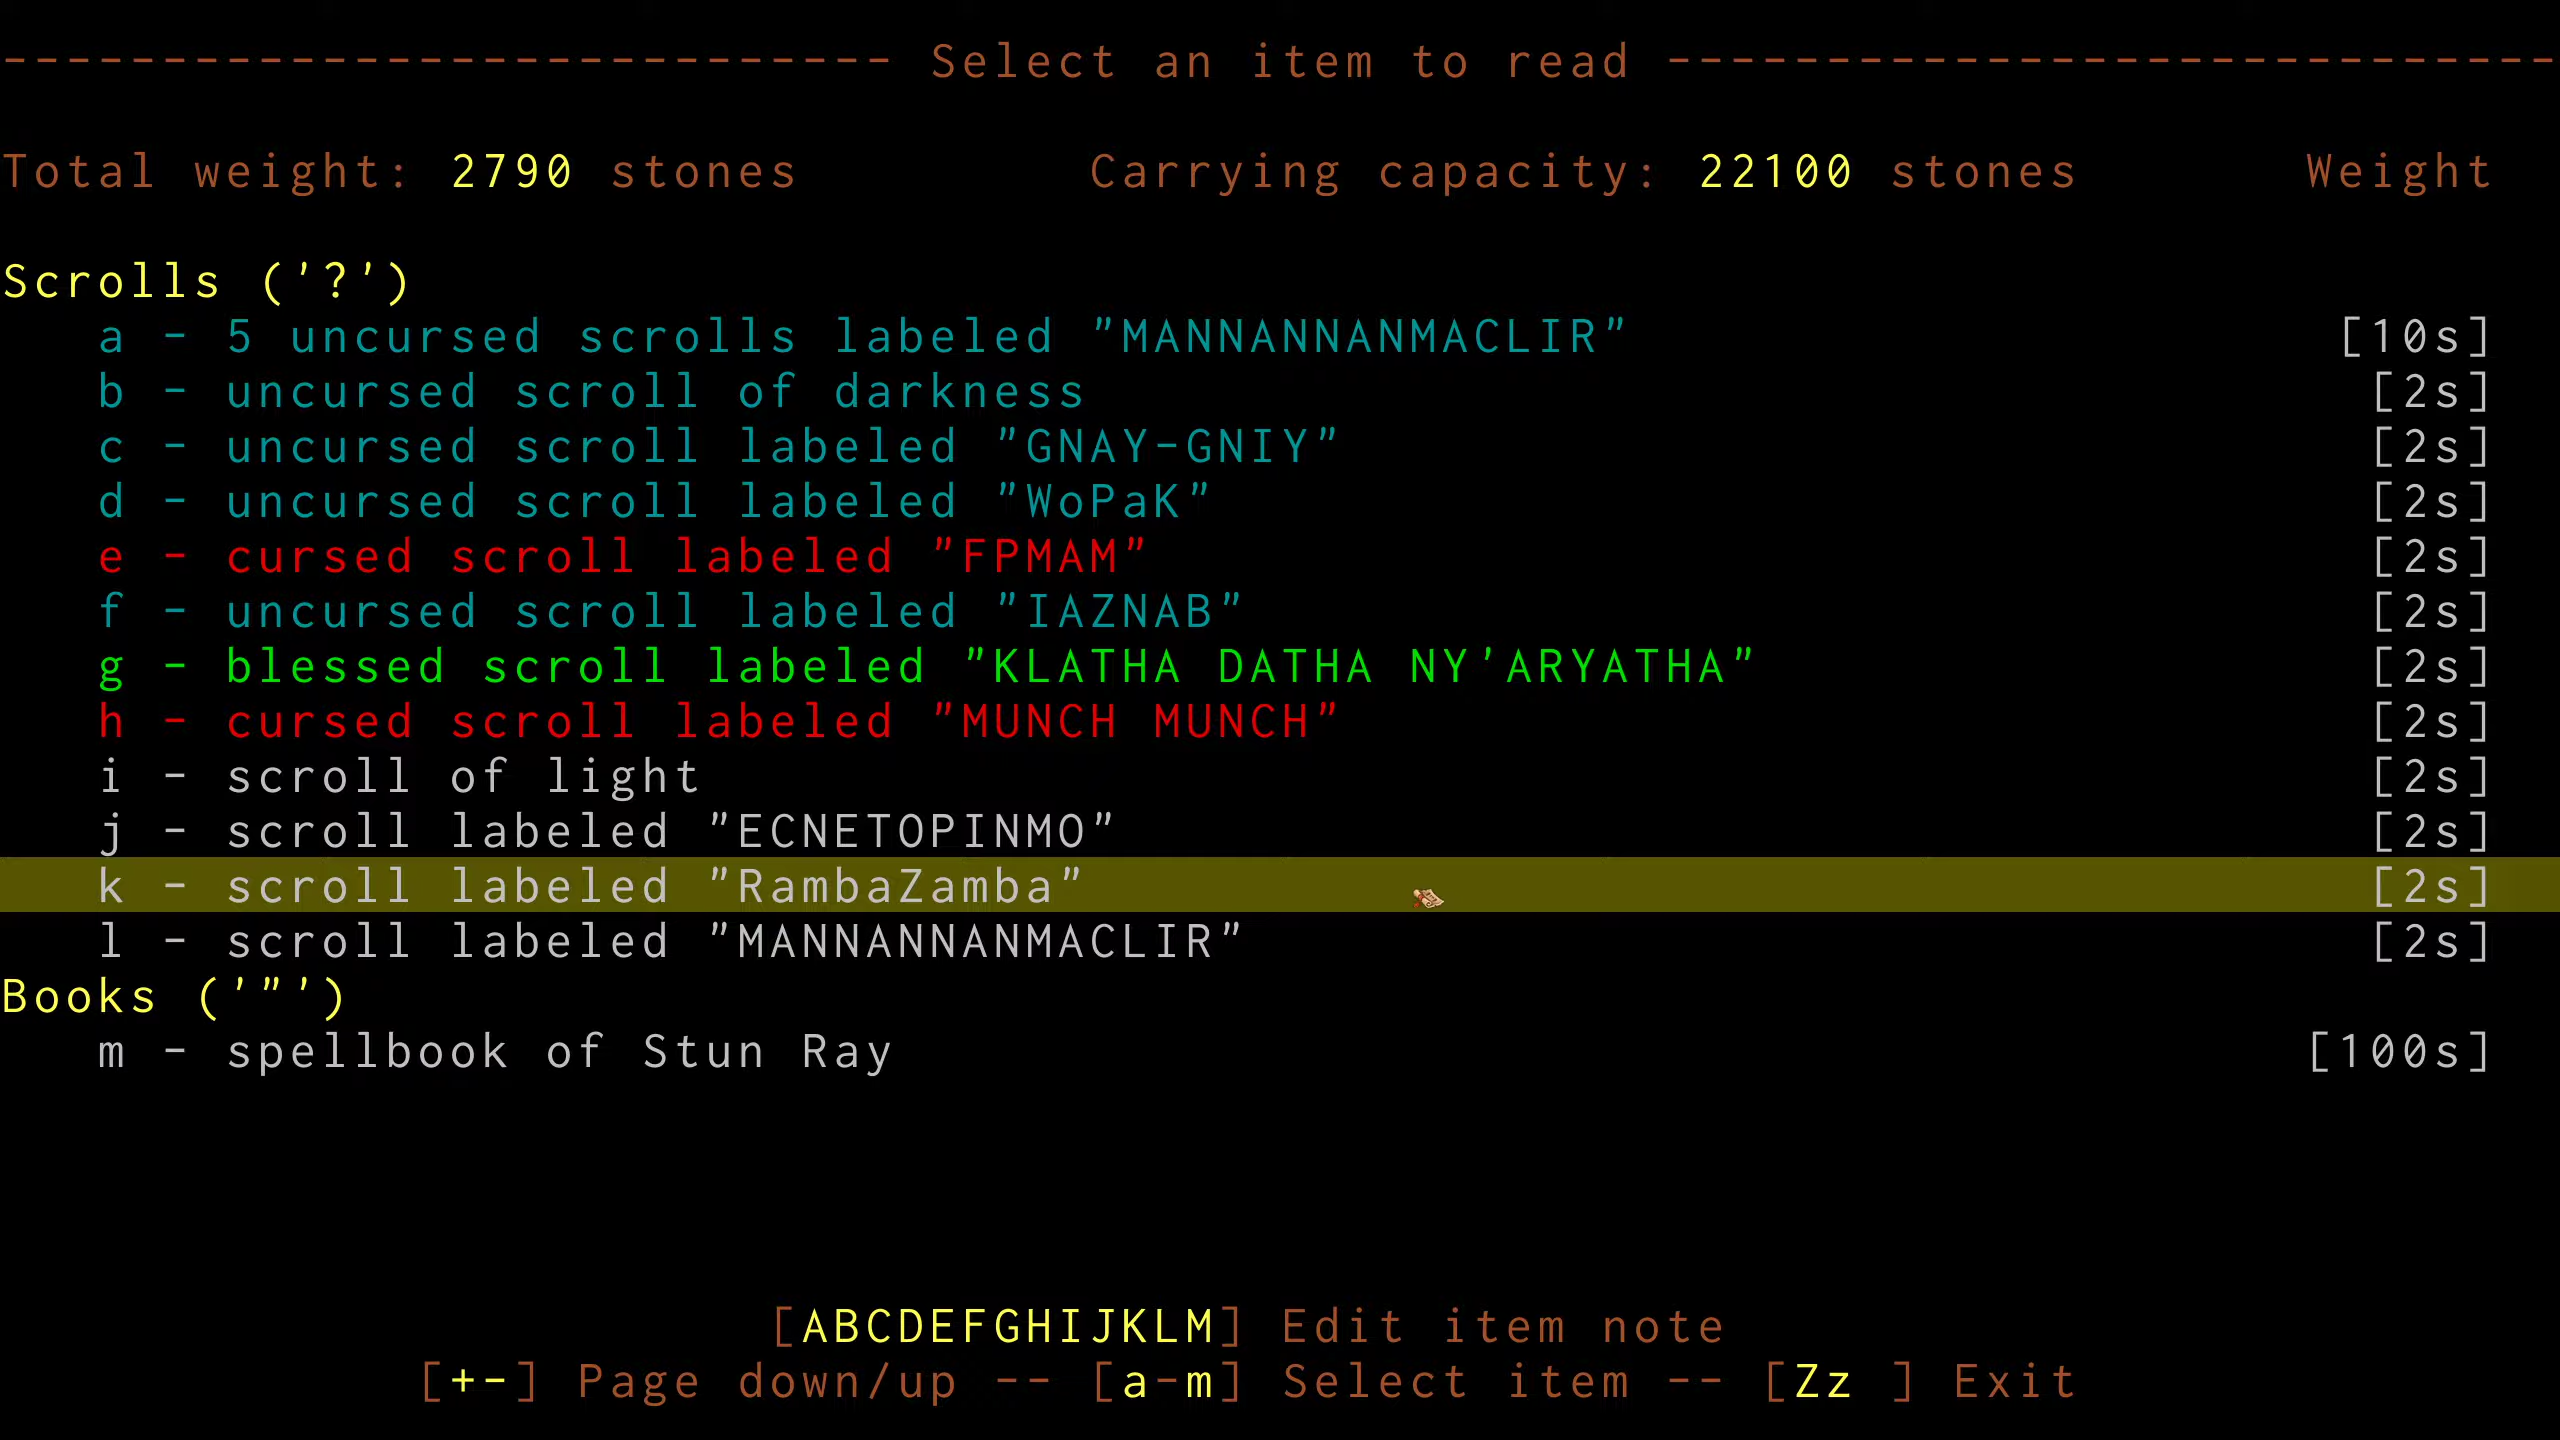 ---------------------------- Select an item to read ----------------------------
Total weight: 2790 stones Carrying capacity: 22100 stones Weight
Scrolls ('?')
a - 5 uncursed scrolls labeled "MANNANNANMACLIR" [10s]
b - uncursed scroll of darkness [2s]
c - uncursed scroll labeled "GNAY-GNIY" [2s]
d - uncursed scroll labeled "WoPaK" [2s]
e - cursed scroll labeled "FPMAM" [2s]
f - uncursed scroll labeled "IAZNAB" [2s]
g - blessed scroll labeled "KLATHA DATHA NY'ARYATHA" [2s]
h - cursed scroll labeled "MUNCH MUNCH" [2s]
i - scroll of light [2s]
j - scroll labeled "ECNETOPINMO" [2s]
k - scroll labeled "RambaZamba" [2s]
l - scroll labeled "MANNANNANMACLIR" [2s]
Books ('"')
m - spellbook of Stun Ray [100s]
[ABCDEFGHIJKLM] Edit item note
[+-] Page down/up -- [a-m] Select item -- [Zz ] Exit